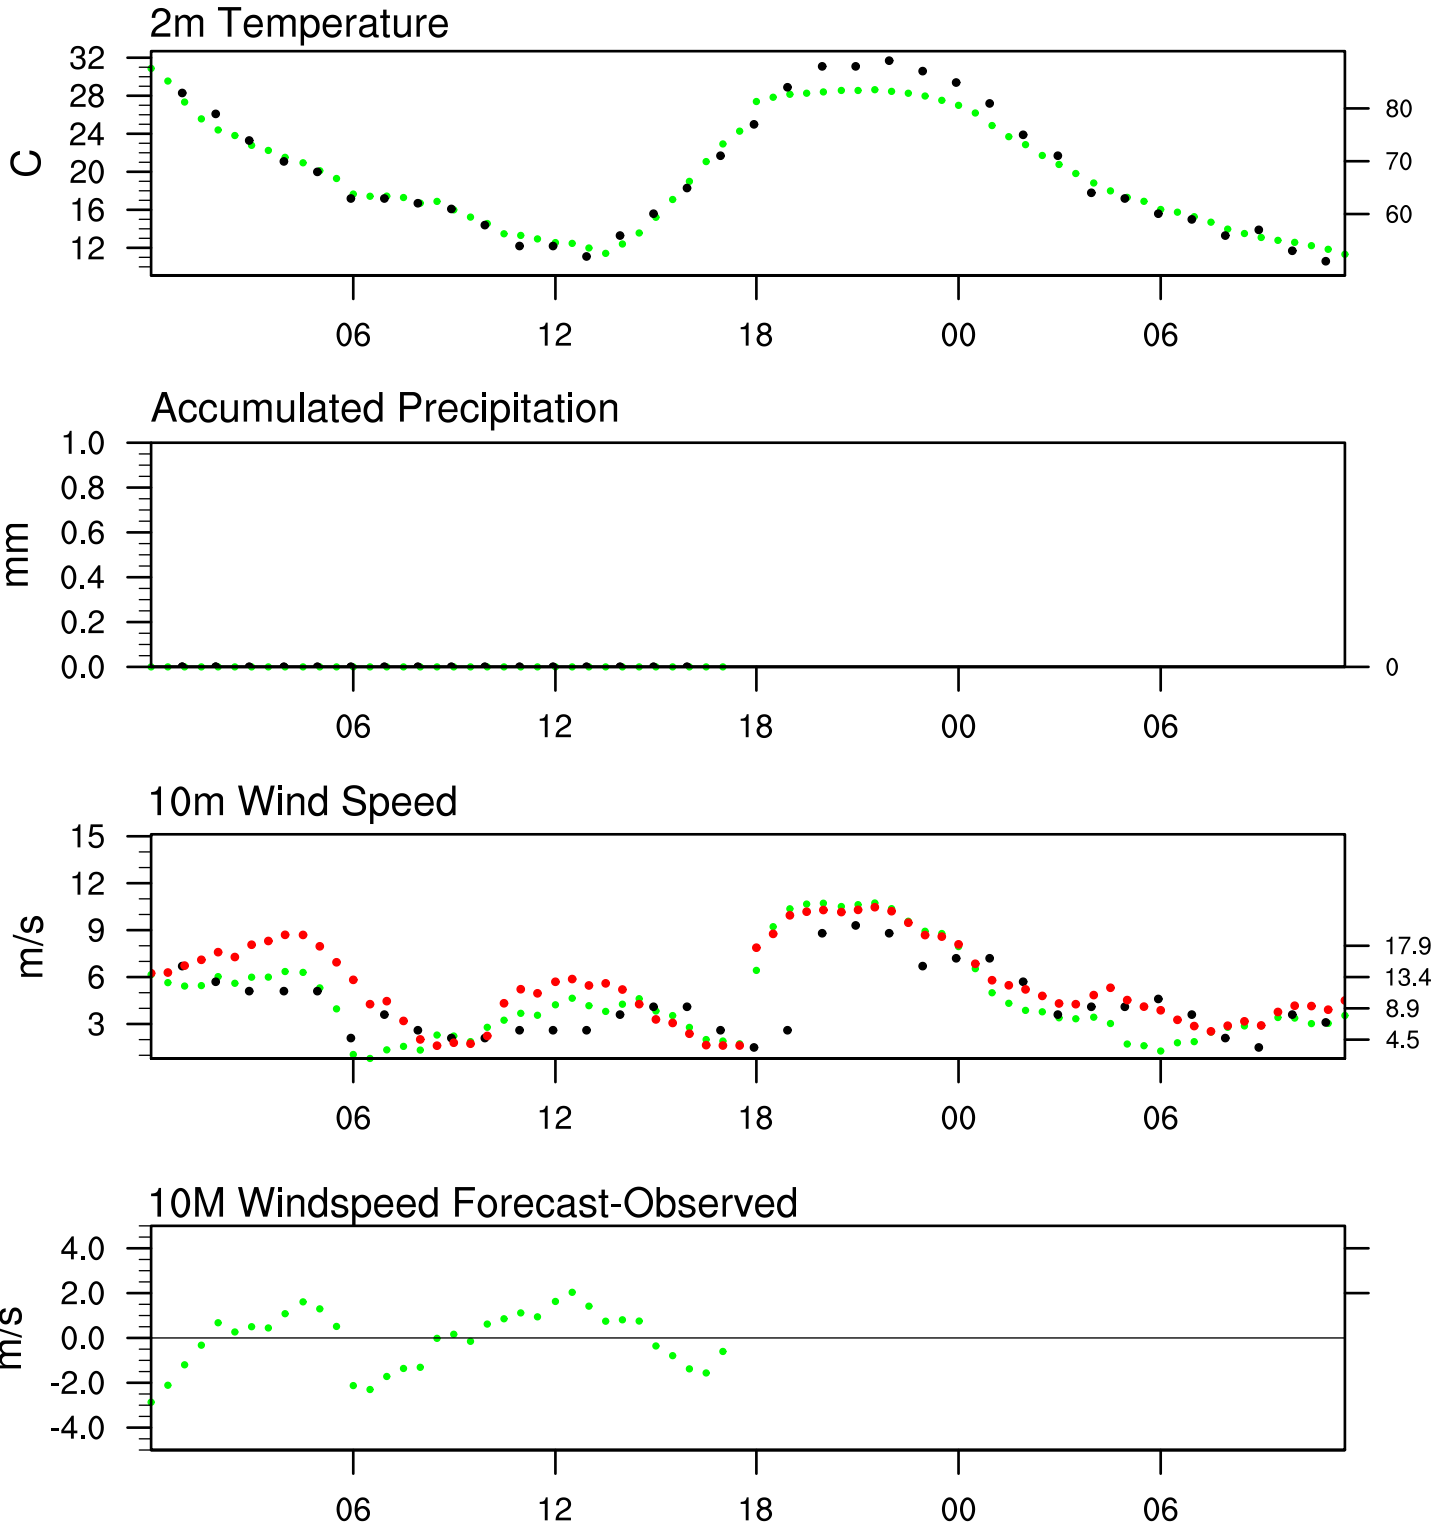 2m Temperature
32
28
24
20
16
12
C
80
70
60
06 12 18 00 06
Accumulated Precipitation
1.0
0.8
0.6
0.4
0.2
0.0
mm
0
06 12 18 00 06
10m Wind Speed
15
12
9
6
3
m/s
17.9
13.4
8.9
4.5
06 12 18 00 06
10M Windspeed Forecast-Observed
4.0
2.0
0.0
-2.0
-4.0
m/s
06 12 18 00 06